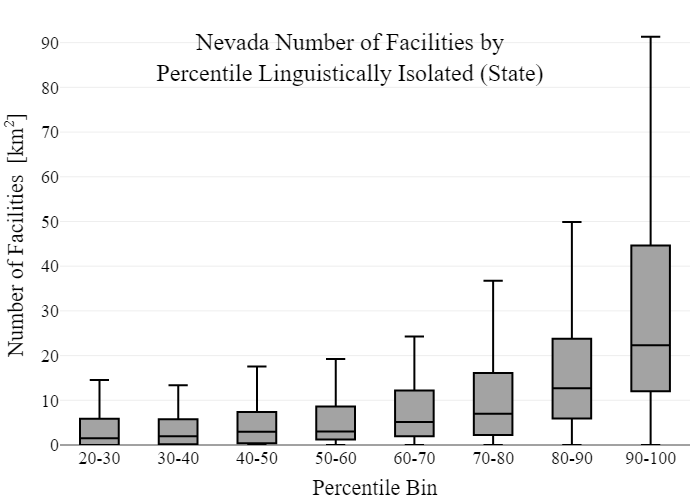 Nevada Number of Facilities by
Percentile Linguistically Isolated (State)
Number of Facilities [km²]
90
80
70
60
50
40
30
20
10
0
20-30 30-40 40-50 50-60 60-70 70-80 80-90 90-100
Percentile Bin